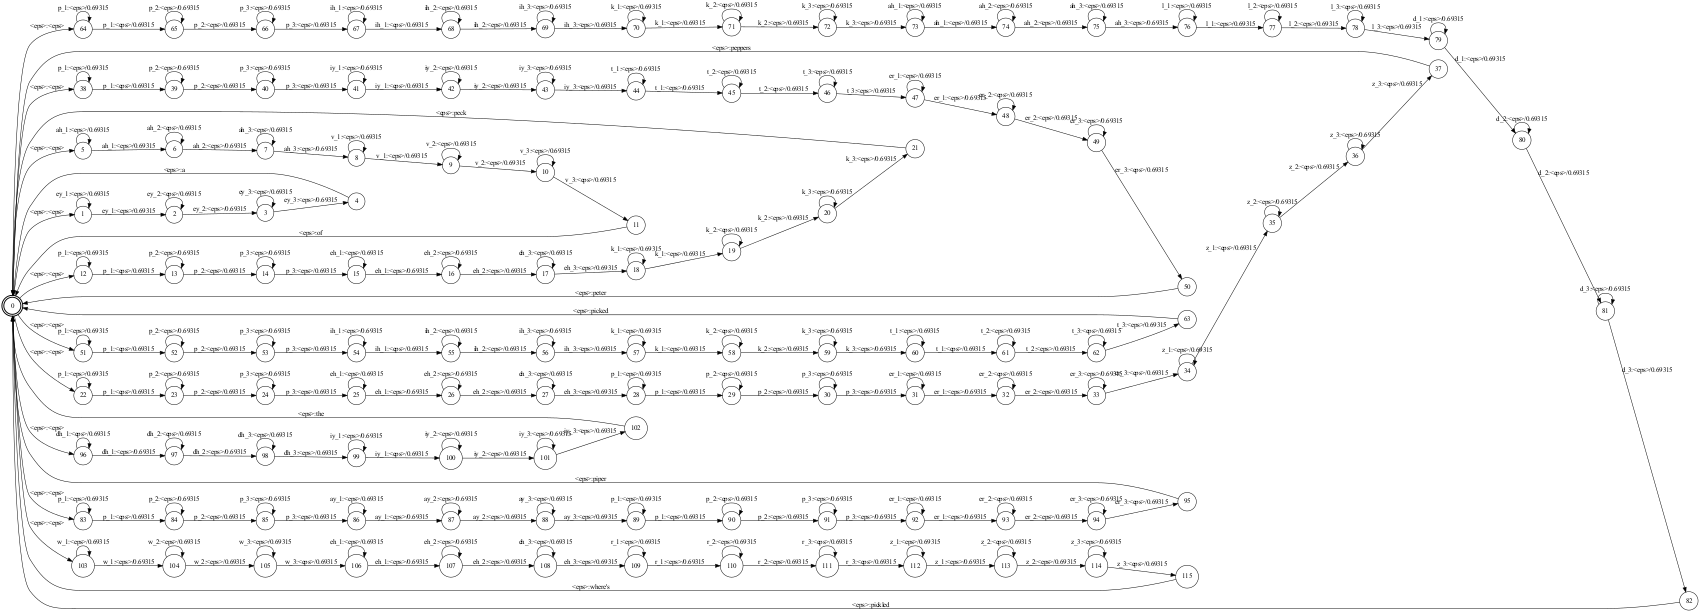 p_1:<eps>/0.69315 p_2:<eps>/0.69315 p_3:<eps>/0.69315 ih_1:<eps>/0.69315 ih_2:<eps>/0.69315 ih_3:<eps>/0.69315 k_1:<eps>/0.69315 k_2:<eps>/0.69315 k_3:<eps>/0.69315 ah_1:<eps>/0.69315 ah_2:<eps>/0.69315 ah_3:<eps>/0.69315 l_1:<eps>/0.69315 l_2:<eps>/0.69315 l_3:<eps>/0.69315 d_1:<eps>/0.69315
<eps>:<eps> 64 p_1:<eps>/0.69315 65 p_2:<eps>/0.69315 66 p_3:<eps>/0.69315 67 ih_1:<eps>/0.69315 68 ih_2:<eps>/0.69315 69 ih_3:<eps>/0.69315 70 k_1:<eps>/0.69315 71 k_2:<eps>/0.69315 72 k_3:<eps>/0.69315 73 ah_1:<eps>/0.69315 74 ah_2:<eps>/0.69315 75 ah_3:<eps>/0.69315 76 l_1:<eps>/0.69315 77 l_2:<eps>/0.69315 78 l_3:<eps>/0.69315 79
<eps>:peppers d_1:<eps>/0.69315
p_1:<eps>/0.69315 p_2:<eps>/0.69315 p_3:<eps>/0.69315 iy_1:<eps>/0.69315 iy_2:<eps>/0.69315 iy_3:<eps>/0.69315 t_1:<eps>/0.69315 t_2:<eps>/0.69315 t_3:<eps>/0.69315 er_1:<eps>/0.69315 er_2:<eps>/0.69315 er_3:<eps>/0.69315 37
<eps>:<eps> 38 p_1:<eps>/0.69315 39 p_2:<eps>/0.69315 40 p_3:<eps>/0.69315 41 iy_1:<eps>/0.69315 42 iy_2:<eps>/0.69315 43 iy_3:<eps>/0.69315 44 t_1:<eps>/0.69315 45 t_2:<eps>/0.69315 46 t_3:<eps>/0.69315 47 er_1:<eps>/0.69315 48 er_2:<eps>/0.69315 49 z_3:<eps>/0.69315
<eps>:peck
d_2:<eps>/0.69315 80
ah_1:<eps>/0.69315 ah_2:<eps>/0.69315 ah_3:<eps>/0.69315 v_1:<eps>/0.69315 v_2:<eps>/0.69315 v_3:<eps>/0.69315 21 z_3:<eps>/0.69315 36
<eps>:<eps> 5 ah_1:<eps>/0.69315 6 ah_2:<eps>/0.69315 7 ah_3:<eps>/0.69315 8 v_1:<eps>/0.69315 9 v_2:<eps>/0.69315 10 k_3:<eps>/0.69315 er_3:<eps>/0.69315 z_2:<eps>/0.69315
<eps>:a v_3:<eps>/0.69315 d_2:<eps>/0.69315
ey_1:<eps>/0.69315 ey_2:<eps>/0.69315 ey_3:<eps>/0.69315 4 k_3:<eps>/0.69315 20 z_2:<eps>/0.69315 35
<eps>:<eps> 1 ey_1:<eps>/0.69315 2 ey_2:<eps>/0.69315 3 ey_3:<eps>/0.69315 k_2:<eps>/0.69315
<eps>:of 11 k_2:<eps>/0.69315 19 z_1:<eps>/0.69315
p_1:<eps>/0.69315 p_2:<eps>/0.69315 p_3:<eps>/0.69315 eh_1:<eps>/0.69315 eh_2:<eps>/0.69315 eh_3:<eps>/0.69315 k_1:<eps>/0.69315
<eps>:<eps> 12 p_1:<eps>/0.69315 13 p_2:<eps>/0.69315 14 p_3:<eps>/0.69315 15 eh_1:<eps>/0.69315 16 eh_2:<eps>/0.69315 17 eh_3:<eps>/0.69315 18 k_1:<eps>/0.69315
<eps>:peter 50
0
d_3:<eps>/0.69315 81
<eps>:picked 63
p_1:<eps>/0.69315 p_2:<eps>/0.69315 p_3:<eps>/0.69315 ih_1:<eps>/0.69315 ih_2:<eps>/0.69315 ih_3:<eps>/0.69315 k_1:<eps>/0.69315 k_2:<eps>/0.69315 k_3:<eps>/0.69315 t_1:<eps>/0.69315 t_2:<eps>/0.69315 t_3:<eps>/0.69315
<eps>:<eps> 51 p_1:<eps>/0.69315 52 p_2:<eps>/0.69315 53 p_3:<eps>/0.69315 54 ih_1:<eps>/0.69315 55 ih_2:<eps>/0.69315 56 ih_3:<eps>/0.69315 57 k_1:<eps>/0.69315 58 k_2:<eps>/0.69315 59 k_3:<eps>/0.69315 60 t_1:<eps>/0.69315 61 t_2:<eps>/0.69315 62 t_3:<eps>/0.69315
p_1:<eps>/0.69315 p_2:<eps>/0.69315 p_3:<eps>/0.69315 eh_1:<eps>/0.69315 eh_2:<eps>/0.69315 eh_3:<eps>/0.69315 p_1:<eps>/0.69315 p_2:<eps>/0.69315 p_3:<eps>/0.69315 er_1:<eps>/0.69315 er_2:<eps>/0.69315 er_3:<eps>/0.69315 z_1:<eps>/0.69315
<eps>:<eps> 22 p_1:<eps>/0.69315 23 p_2:<eps>/0.69315 24 p_3:<eps>/0.69315 25 eh_1:<eps>/0.69315 26 eh_2:<eps>/0.69315 27 eh_3:<eps>/0.69315 28 p_1:<eps>/0.69315 29 p_2:<eps>/0.69315 30 p_3:<eps>/0.69315 31 er_1:<eps>/0.69315 32 er_2:<eps>/0.69315 33 er_3:<eps>/0.69315 34
d_3:<eps>/0.69315
<eps>:the 102
dh_1:<eps>/0.69315 dh_2:<eps>/0.69315 dh_3:<eps>/0.69315 iy_1:<eps>/0.69315 iy_2:<eps>/0.69315 iy_3:<eps>/0.69315
<eps>:<eps> 96 dh_1:<eps>/0.69315 97 dh_2:<eps>/0.69315 98 dh_3:<eps>/0.69315 99 iy_1:<eps>/0.69315 100 iy_2:<eps>/0.69315 101 iy_3:<eps>/0.69315
<eps>:piper 95
p_1:<eps>/0.69315 p_2:<eps>/0.69315 p_3:<eps>/0.69315 ay_1:<eps>/0.69315 ay_2:<eps>/0.69315 ay_3:<eps>/0.69315 p_1:<eps>/0.69315 p_2:<eps>/0.69315 p_3:<eps>/0.69315 er_1:<eps>/0.69315 er_2:<eps>/0.69315 er_3:<eps>/0.69315
<eps>:<eps> 83 p_1:<eps>/0.69315 84 p_2:<eps>/0.69315 85 p_3:<eps>/0.69315 86 ay_1:<eps>/0.69315 87 ay_2:<eps>/0.69315 88 ay_3:<eps>/0.69315 89 p_1:<eps>/0.69315 90 p_2:<eps>/0.69315 91 p_3:<eps>/0.69315 92 er_1:<eps>/0.69315 93 er_2:<eps>/0.69315 94 er_3:<eps>/0.69315
w_1:<eps>/0.69315 w_2:<eps>/0.69315 w_3:<eps>/0.69315 eh_1:<eps>/0.69315 eh_2:<eps>/0.69315 eh_3:<eps>/0.69315 r_1:<eps>/0.69315 r_2:<eps>/0.69315 r_3:<eps>/0.69315 z_1:<eps>/0.69315 z_2:<eps>/0.69315 z_3:<eps>/0.69315
<eps>:<eps> 103 w_1:<eps>/0.69315 104 w_2:<eps>/0.69315 105 w_3:<eps>/0.69315 106 eh_1:<eps>/0.69315 107 eh_2:<eps>/0.69315 108 eh_3:<eps>/0.69315 109 r_1:<eps>/0.69315 110 r_2:<eps>/0.69315 111 r_3:<eps>/0.69315 112 z_1:<eps>/0.69315 113 z_2:<eps>/0.69315 114 z_3:<eps>/0.69315 115
<eps>:where's
<eps>:pickled 82